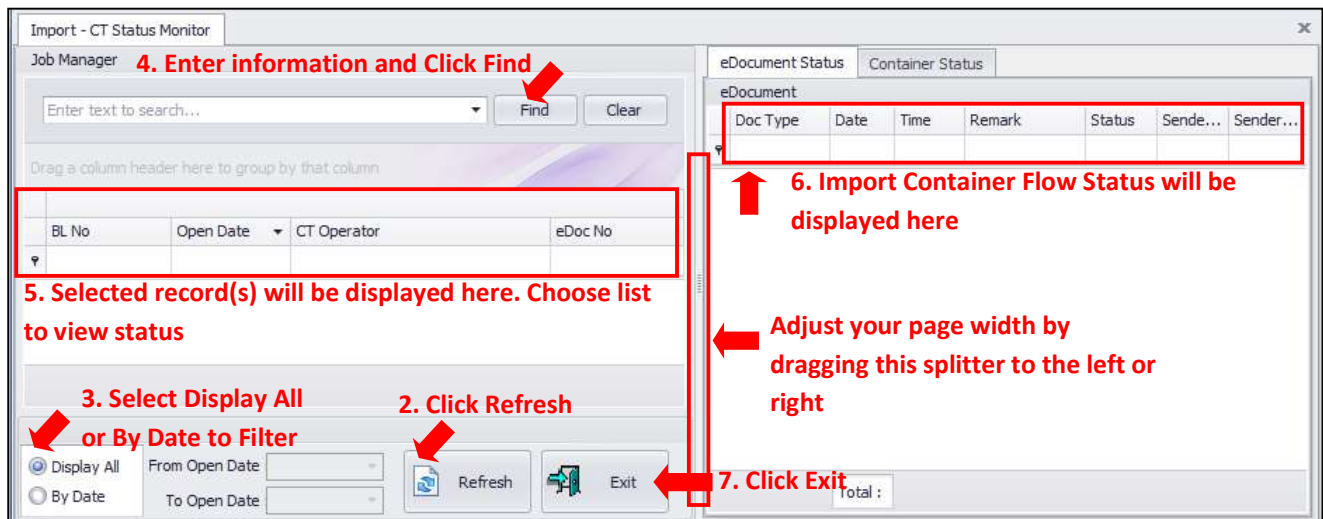 Import - CT Status Monitor
Job Manager
4. Enter information and Click Find
Enter text to search...
Find
Clear
Drag a column header here to group by that column
BL No
Open Date
CT Operator
eDoc No
5. Selected record(s) will be displayed here. Choose list
to view status
3. Select Display All
or By Date to Filter
2. Click Refresh
Display All
From Open Date
By Date
To Open Date
Refresh
Exit
7. Click Exit
eDocument Status
Container Status
eDocument
Doc Type
Date
Time
Remark
Status
Sende...
Sender...
6. Import Container Flow Status will be
displayed here
Adjust your page width by
dragging this splitter to the left or
right
Total :